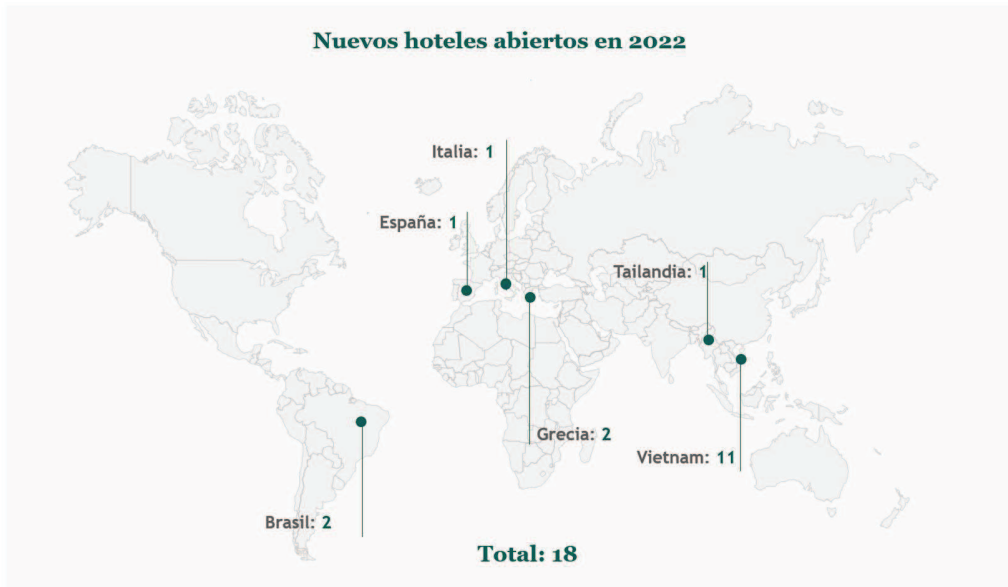 Nuevos hoteles abiertos en 2022
Italia: 1
España: 1
Tailandia: 1
Grecia: 2
Vietnam: 11
Brasil: 2
Total: 18